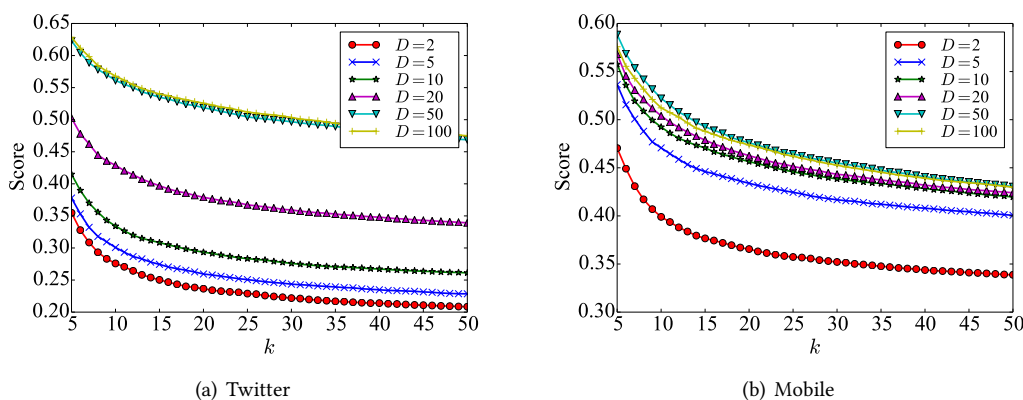 0.65
0.60
0.55
0.50
0.45
0.40
0.35
0.30
0.25
0.20
Score
5 10 15 20 25 30 35 40 45 50
k
D = 2
D = 5
D = 10
D = 20
D = 50
D = 100
(a) Twitter
0.60
0.55
0.50
0.45
0.40
0.35
0.30
Score
5 10 15 20 25 30 35 40 45 50
k
D = 2
D = 5
D = 10
D = 20
D = 50
D = 100
(b) Mobile